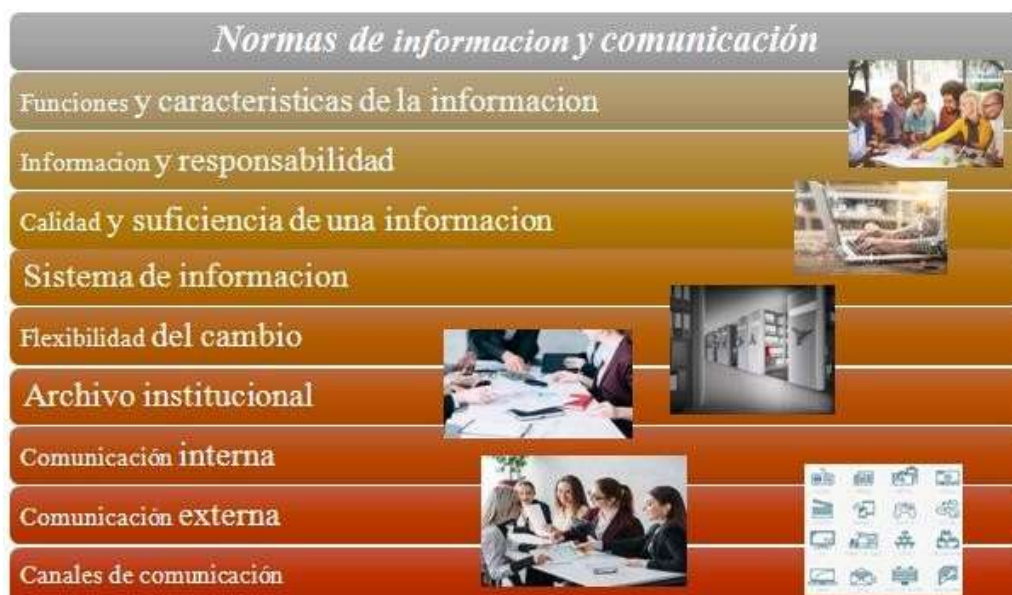 Normas de informacion y comunicación
Funciones y caracteristicas de la informacion
Informacion y responsabilidad
Calidad y suficiencia de una informacion
Sistema de informacion
Flexibilidad del cambio
Archivo institucional
Comunicación interna
Comunicación externa
Canales de comunicación